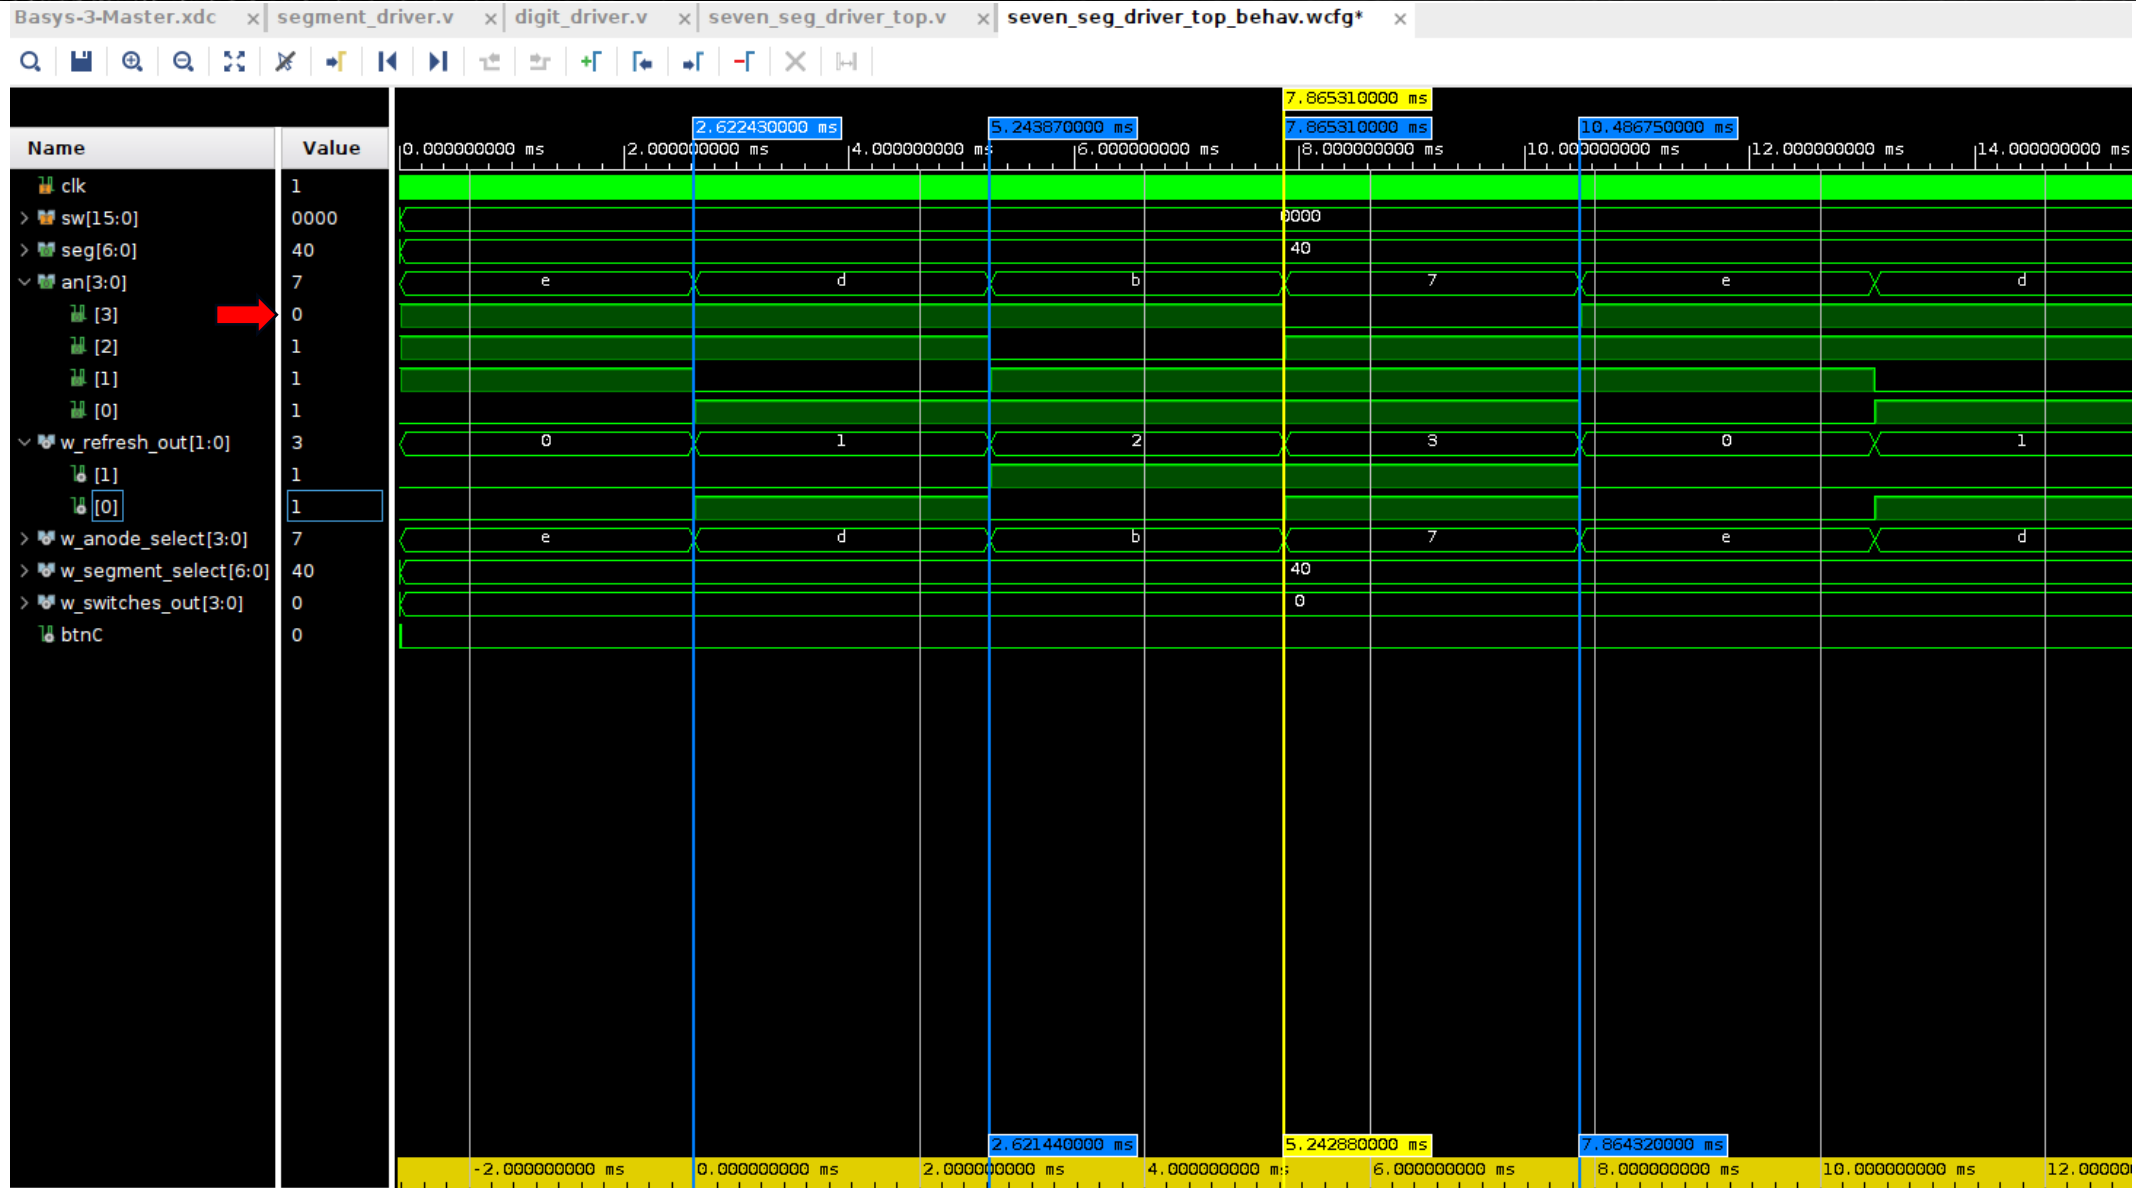 Basys-3-Master.xdc × segment_driver.v × digit_driver.v × seven_seg_driver_top.v × seven_seg_driver_top_behav.wcfg* ×
7.865310000 ms
2.622430000 ms 5.243870000 ms 7.865310000 ms 10.486750000 ms
Name Value 0.000000000 ms 2.000000000 ms 4.000000000 ms 6.000000000 ms 8.000000000 ms 10.000000000 ms 12.000000000 ms 14.000000000 ms
clk 1
sw[15:0] 0000 0000
seg[6:0] 40 40
an[3:0] 7 e d b 7 e d
[3] 0
[2] 1
[1] 1
[0] 1
w_refresh_out[1:0] 3 0 1 2 3 0 1
[1] 1
[0] 1
w_anode_select[3:0] 7 e d b 7 e d
w_segment_select[6:0] 40 40
w_switches_out[3:0] 0 0
btnC 0
2.621440000 ms 5.242880000 ms 7.864320000 ms
-2.000000000 ms 0.000000000 ms 2.000000000 ms 4.000000000 ms 6.000000000 ms 8.000000000 ms 10.000000000 ms 12.00000